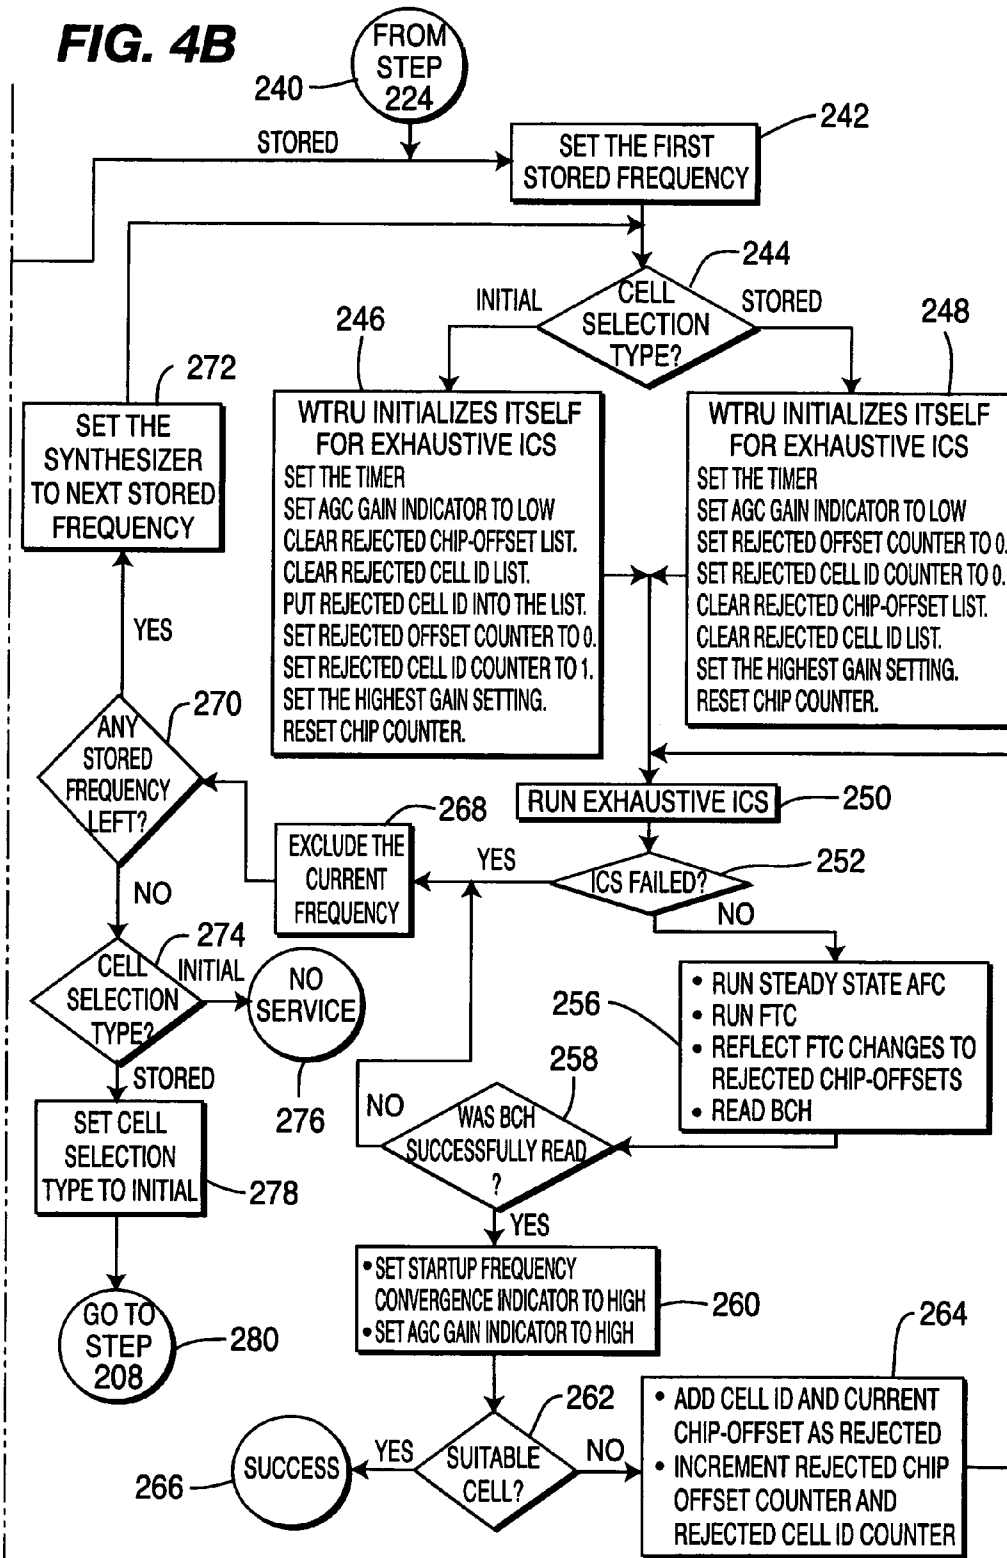 FIG. 4B
FROM
STEP
224
240
STORED
SET THE FIRST
STORED FREQUENCY
242
244
CELL
SELECTION
TYPE?
INITIAL
STORED
246
248
WTRU INITIALIZES ITSELF
FOR EXHAUSTIVE ICS
SET THE TIMER
SET AGC GAIN INDICATOR TO LOW
CLEAR REJECTED CHIP-OFFSET LIST.
CLEAR REJECTED CELL ID LIST.
PUT REJECTED CELL ID INTO THE LIST.
SET REJECTED OFFSET COUNTER TO 0.
SET REJECTED CELL ID COUNTER TO 1.
SET THE HIGHEST GAIN SETTING.
RESET CHIP COUNTER.
WTRU INITIALIZES ITSELF
FOR EXHAUSTIVE ICS
SET THE TIMER
SET AGC GAIN INDICATOR TO LOW
SET REJECTED OFFSET COUNTER TO 0.
SET REJECTED CELL ID COUNTER TO 0.
CLEAR REJECTED CHIP-OFFSET LIST.
CLEAR REJECTED CELL ID LIST.
SET THE HIGHEST GAIN SETTING.
RESET CHIP COUNTER.
272
SET THE
SYNTHESIZER
TO NEXT STORED
FREQUENCY
YES
270
ANY
STORED
FREQUENCY
LEFT?
NO
RUN EXHAUSTIVE ICS
250
252
ICS FAILED?
YES
NO
268
EXCLUDE THE
CURRENT
FREQUENCY
274
CELL
SELECTION
TYPE?
INITIAL
NO
SERVICE
276
STORED
SET CELL
SELECTION
TYPE TO INITIAL
278
GO TO
STEP
208
280
256
• RUN STEADY STATE AFC
• RUN FTC
• REFLECT FTC CHANGES TO
REJECTED CHIP-OFFSETS
• READ BCH
258
NO
WAS BCH
SUCCESSFULLY READ
?
YES
• SET STARTUP FREQUENCY
CONVERGENCE INDICATOR TO HIGH
• SET AGC GAIN INDICATOR TO HIGH
260
262
SUITABLE
CELL?
YES
NO
SUCCESS
266
264
• ADD CELL ID AND CURRENT
CHIP-OFFSET AS REJECTED
• INCREMENT REJECTED CHIP
OFFSET COUNTER AND
REJECTED CELL ID COUNTER